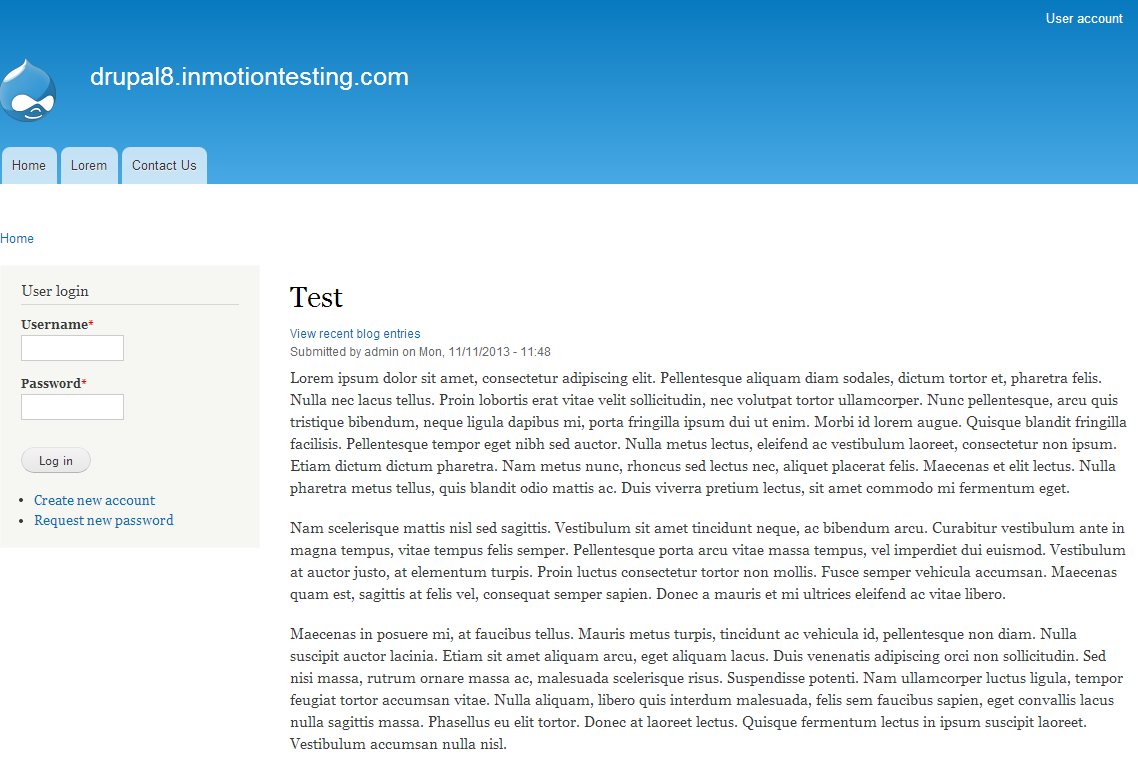 User account
drupal8.inmotiontesting.com
Home
Lorem
Contact Us
Home
User login
Username*
Password*
Log in
Create new account
Request new password
Test
View recent blog entries
Submitted by admin on Mon, 11/11/2013 - 11:48
Lorem ipsum dolor sit amet, consectetur adipiscing elit. Pellentesque aliquam diam sodales, dictum tortor et, pharetra felis.
Nulla nec lacus tellus. Proin lobortis erat vitae velit sollicitudin, nec volutpat tortor ullamcorper. Nunc pellentesque, arcu quis
tristique bibendum, neque ligula dapibus mi, porta fringilla ipsum dui ut enim. Morbi id lorem augue. Quisque blandit fringilla
facilisis. Pellentesque tempor eget nibh sed auctor. Nulla metus lectus, eleifend ac vestibulum laoreet, consectetur non ipsum.
Etiam dictum dictum pharetra. Nam metus nunc, rhoncus sed lectus nec, aliquet placerat felis. Maecenas et elit lectus. Nulla
pharetra metus tellus, quis blandit odio mattis ac. Duis viverra pretium lectus, sit amet commodo mi fermentum eget.
Nam scelerisque mattis nisl sed sagittis. Vestibulum sit amet tincidunt neque, ac bibendum arcu. Curabitur vestibulum ante in
magna tempus, vitae tempus felis semper. Pellentesque porta arcu vitae massa tempus, vel imperdiet dui euismod. Vestibulum
at auctor justo, at elementum turpis. Proin luctus consectetur tortor non mollis. Fusce semper vehicula accumsan. Maecenas
quam est, sagittis at felis vel, consequat semper sapien. Donec a mauris et mi ultrices eleifend ac vitae libero.
Maecenas in posuere mi, at faucibus tellus. Mauris metus turpis, tincidunt ac vehicula id, pellentesque non diam. Nulla
suscipit auctor lacinia. Etiam sit amet aliquam arcu, eget aliquam lacus. Duis venenatis adipiscing orci non sollicitudin. Sed
nisi massa, rutrum ornare massa ac, malesuada scelerisque risus. Suspendisse potenti. Nam ullamcorper luctus ligula, tempor
feugiat tortor accumsan vitae. Nulla aliquam, libero quis interdum malesuada, felis sem faucibus sapien, eget convallis lacus
nulla sagittis massa. Phasellus eu elit tortor. Donec at laoreet lectus. Quisque fermentum lectus in ipsum suscipit laoreet.
Vestibulum accumsan nulla nisl.